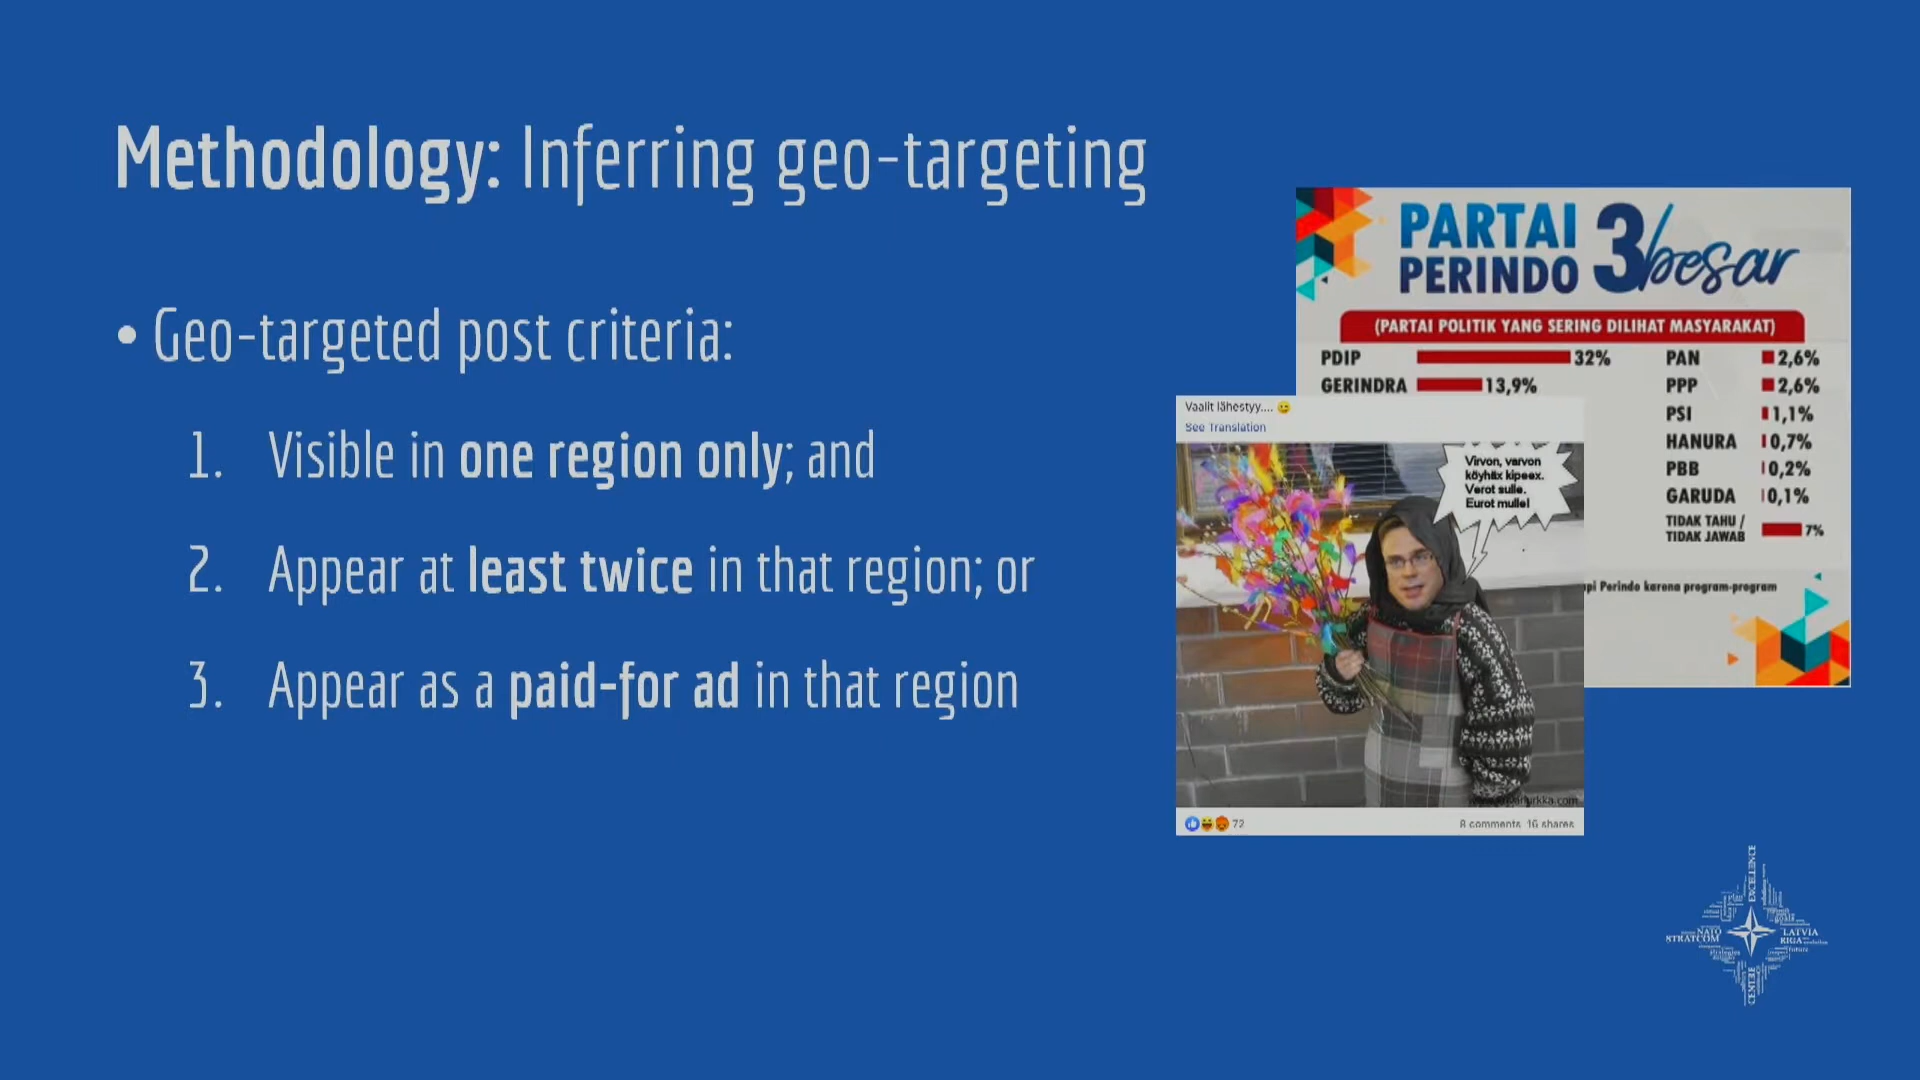 Methodology: Inferring geo-targeting
• Geo-targeted post criteria:
1. Visible in one region only; and
2. Appear at least twice in that region; or
3. Appear as a paid-for ad in that region
PARTAI
PERINDO
3 besar
(PARTAI POLITIK YANG SERING DILIHAT MASYARAKAT)
PDIP 32%
GERINDRA 13,9%
PAN 2,6%
PPP 2,6%
PSI 1,1%
HANURA 0,7%
PBB 0,2%
GARUDA 0,1%
TIDAK TAHU /
TIDAK JAWAB 7%
Perindo karena program-program
Vaalit lähestyy....
See Translation
Virvon, varvon
köyhäx kipeex.
Verot sulle.
Eurot mulle!
72
8 comments 16 shares
EXCELLENCE
NATO
STRATCOM
LATVIA
RIGA
CENTRE